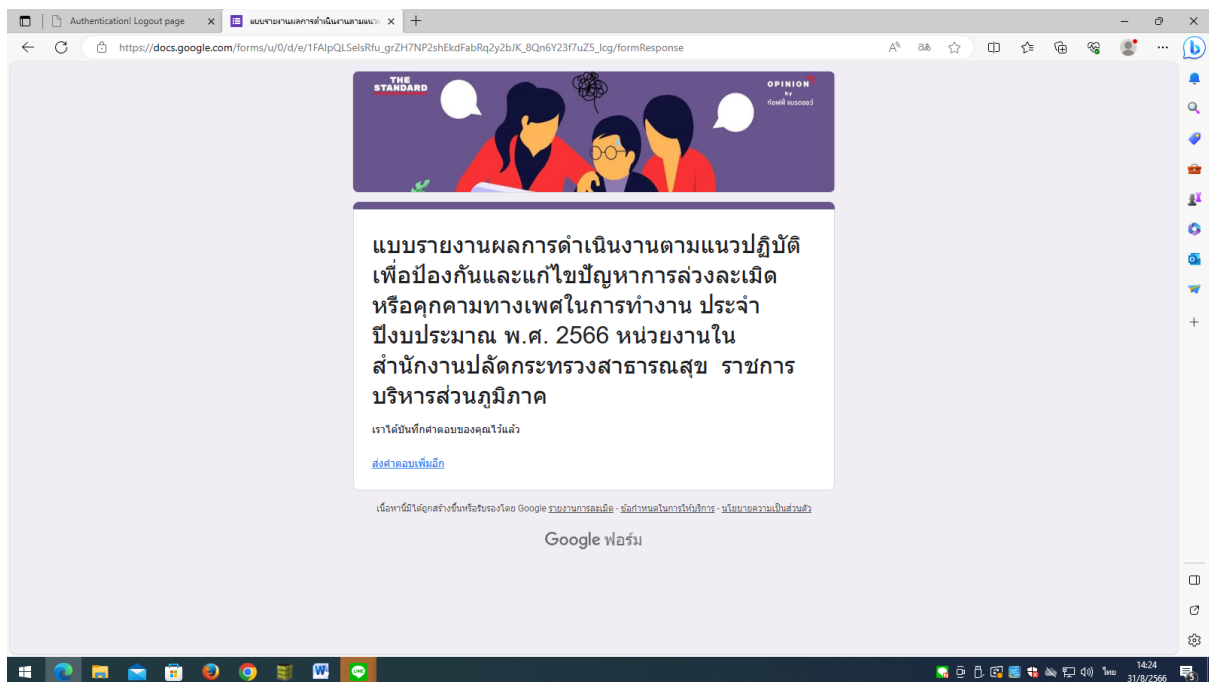 Authentication! Logout page
แบบรายงานผลการดำเนินงานตามแนว
https://docs.google.com/forms/u/0/d/e/1FAIpQLSelsRfu_grZH7NP2shEkdFabRq2y2bJK_8Qn6Y23f7uZ5_lcg/formResponse
THE
STANDARD
OPINION
by
ท้อฟฟี่ แบรดชอว์
แบบรายงานผลการดำเนินงานตามแนวปฏิบัติ
เพื่อป้องกันและแก้ไขปัญหาการล่วงละเมิด
หรือคุกคามทางเพศในการทำงาน ประจำ
ปีงบประมาณ พ.ศ. 2566 หน่วยงานใน
สำนักงานปลัดกระทรวงสาธารณสุข ราชการ
บริหารส่วนภูมิภาค
เราได้บันทึกคำตอบของคุณไว้แล้ว
ส่งคำตอบเพิ่มอีก
เนื้อหานี้มิได้ถูกสร้างขึ้นหรือรับรองโดย Google รายงานการละเมิด - ข้อกำหนดในการให้บริการ - นโยบายความเป็นส่วนตัว
Google ฟอร์ม
ไทย
14:24
31/8/2566